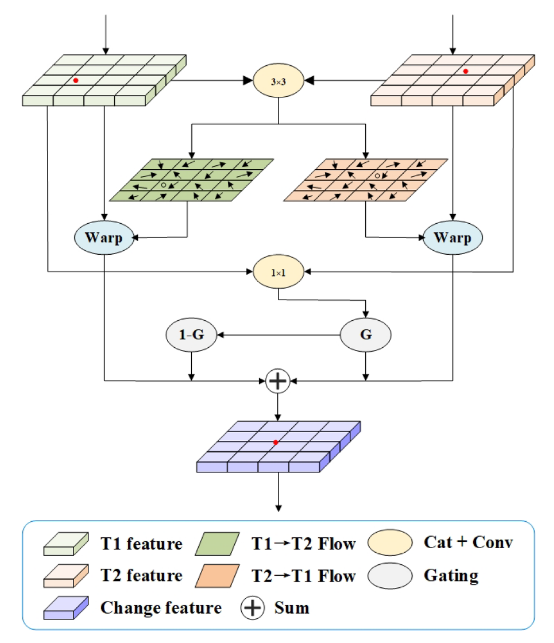 3×3
Warp
Warp
1×1
1-G
G
T1 feature
T1→T2 Flow
Cat + Conv
T2 feature
T2→T1 Flow
Gating
Change feature
Sum